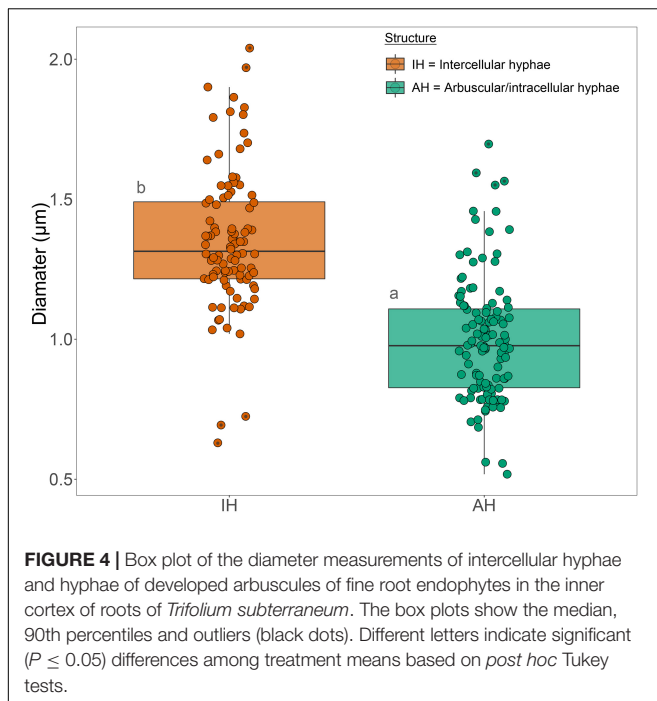 2.0
Structure
IH = Intercellular hyphae
AH = Arbuscular/intracellular hyphae
b
1.5
a
Diamater (µm)
1.0
0.5
IH AH
FIGURE 4 | Box plot of the diameter measurements of intercellular hyphae
and hyphae of developed arbuscules of fine root endophytes in the inner
cortex of roots of Trifolium subterraneum. The box plots show the median,
90th percentiles and outliers (black dots). Different letters indicate significant
(P ≤ 0.05) differences among treatment means based on post hoc Tukey
tests.